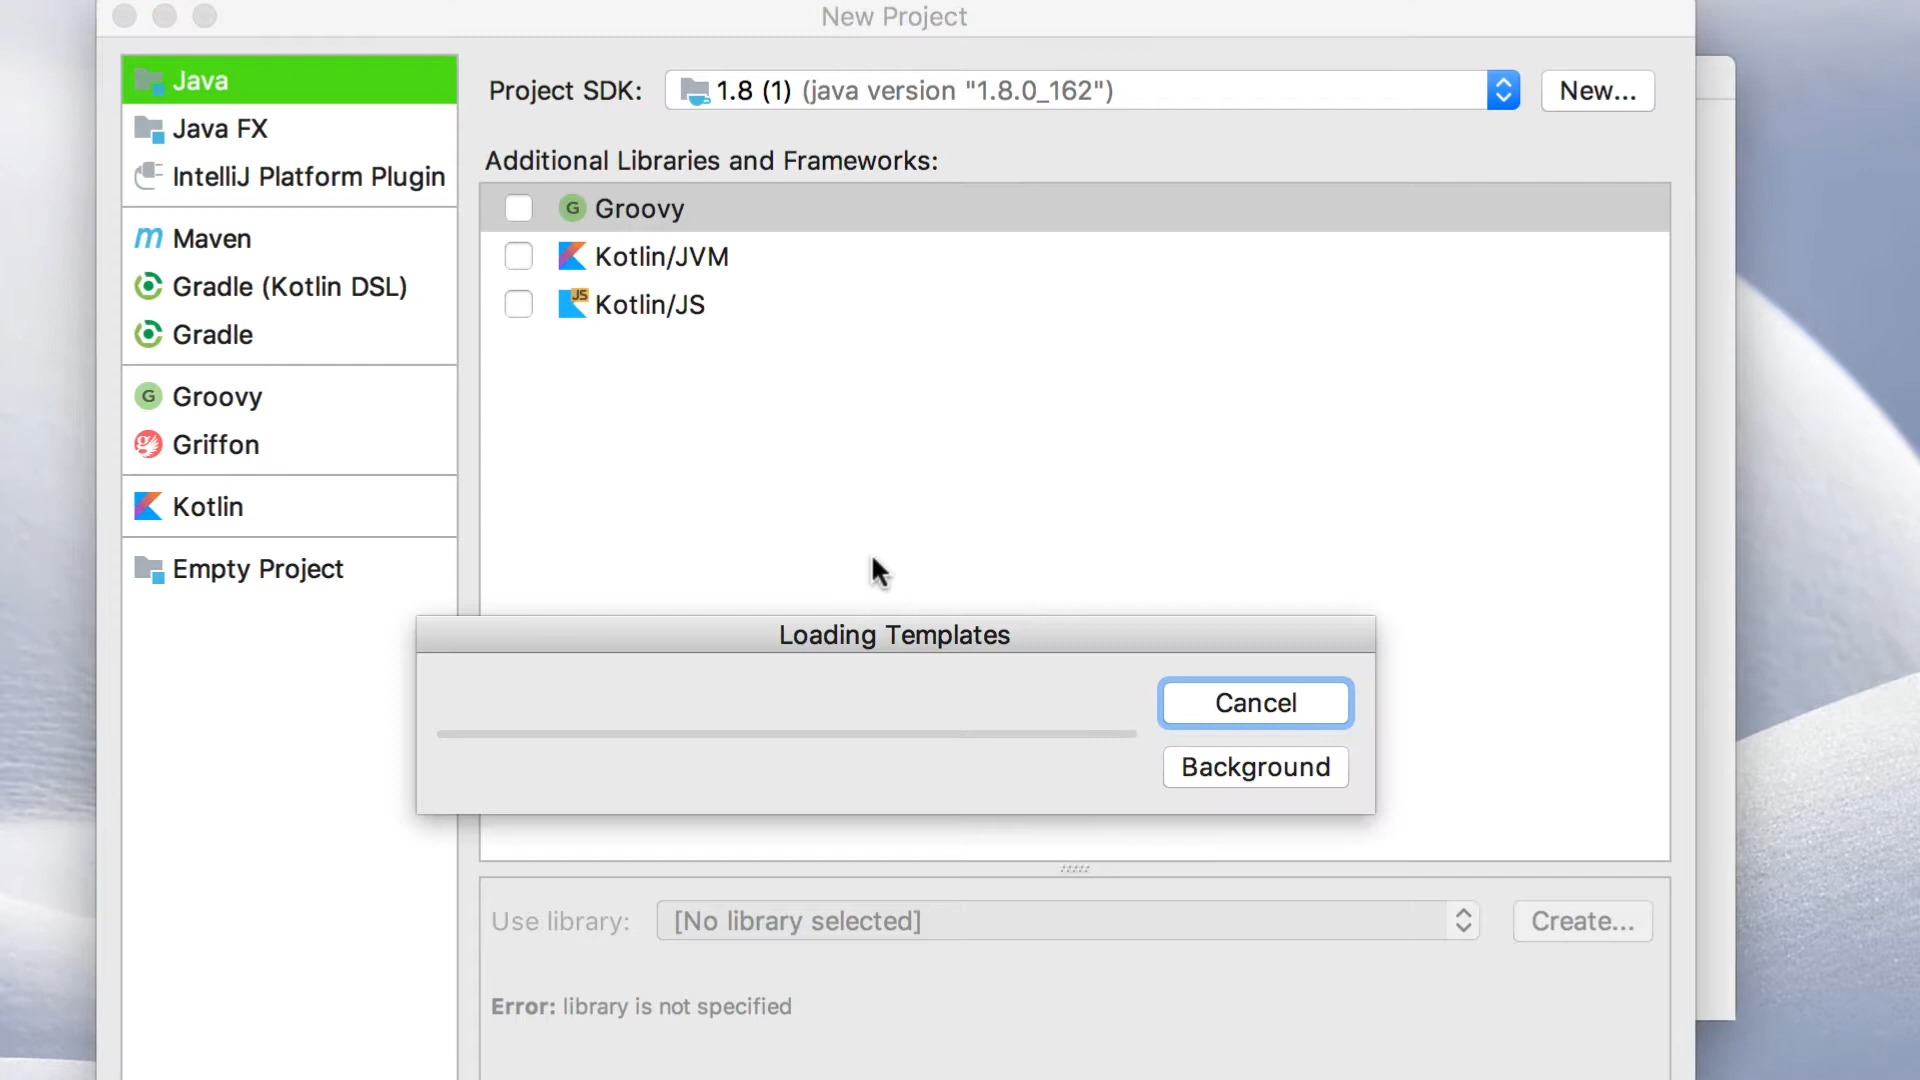 New Project
Java
Java FX
IntelliJ Platform Plugin
m Maven
Gradle (Kotlin DSL)
Gradle
G Groovy
Griffon
Kotlin
Empty Project
Project SDK: 1.8 (1) (java version "1.8.0_162") New...
Additional Libraries and Frameworks:
G Groovy
Kotlin/JVM
JS Kotlin/JS
Loading Templates
Cancel
Background
Use library: [No library selected] Create...
Error: library is not specified